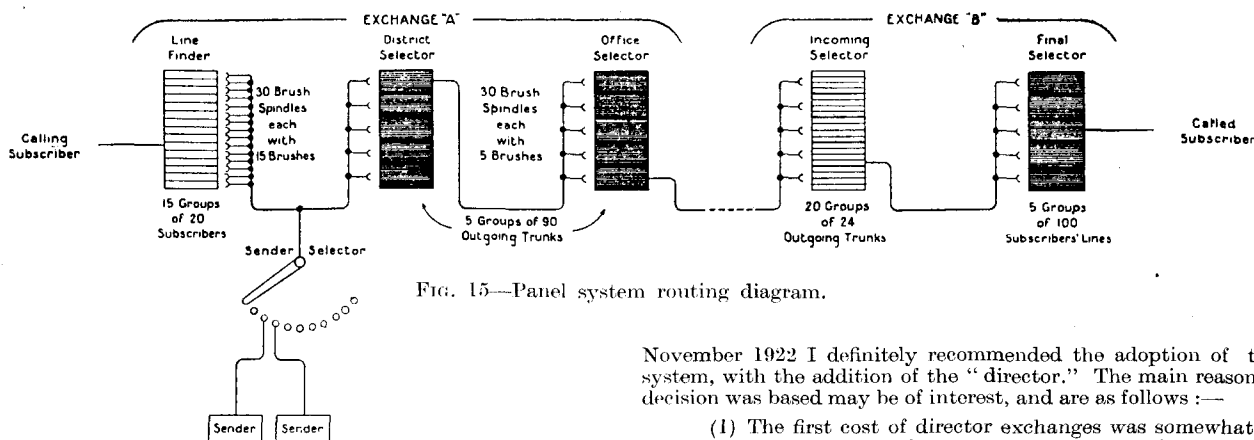 EXCHANGE "A"
EXCHANGE "B"
Line
Finder
District
Selector
Office
Selector
Incoming
Selector
Final
Selector
30 Brush
Spindles
each
with
15 Brushes
30 Brush
Spindles
each
with
5 Brushes
Calling
Subscriber
Called
Subscriber
15 Groups
of 20
Subscribers
5 Groups of 90
Outgoing Trunks
20 Groups
of 24
Outgoing Trunks
5 Groups
of 100
Subscribers' Lines
Sender Selector
FIG. 15—Panel system routing diagram.
Sender Sender
November 1922 I definitely recommended the adoption of
system, with the addition of the "director." The main reason
decision was based may be of interest, and are as follows :—
(1) The first cost of director exchanges was somewhat